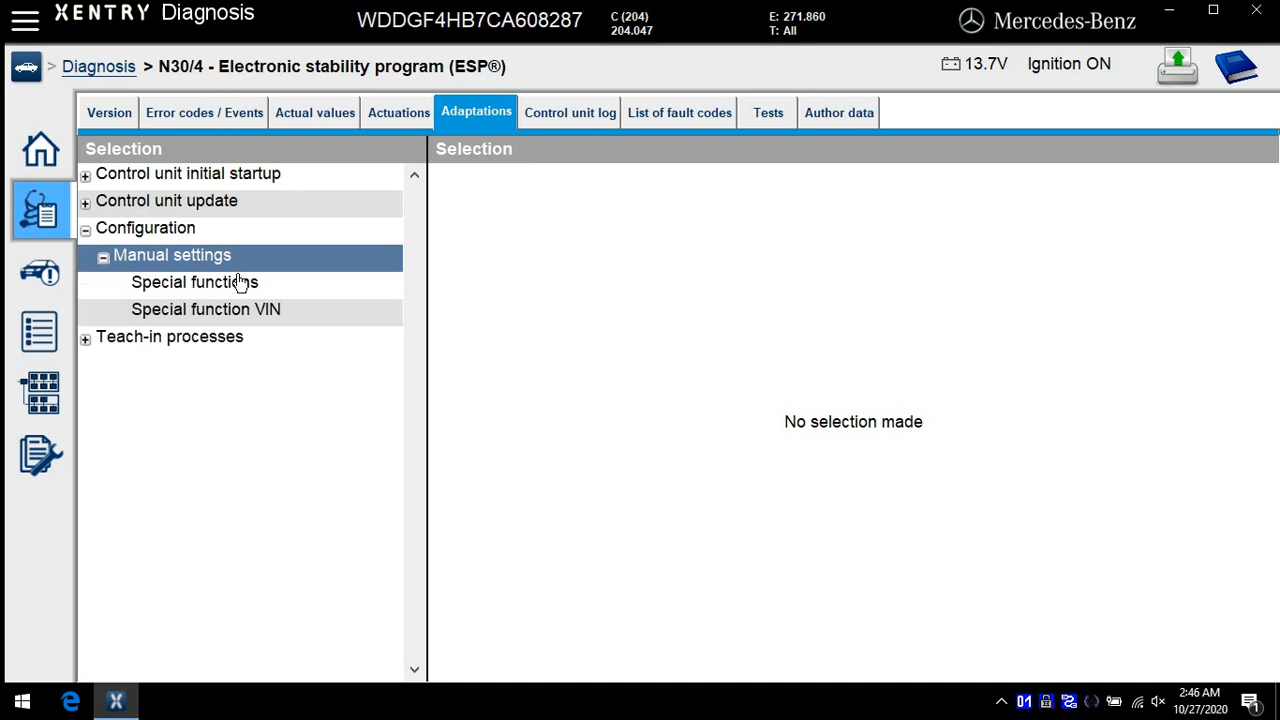 XENTRY Diagnosis
WDDGF4HB7CA608287
C (204)
204.047
E: 271.860
T: All
Mercedes-Benz
> Diagnosis > N30/4 - Electronic stability program (ESP®)
13.7V
Ignition ON
Version
Error codes / Events
Actual values
Actuations
Adaptations
Control unit log
List of fault codes
Tests
Author data
Selection
Control unit initial startup
Control unit update
Configuration
Manual settings
Special functions
Special function VIN
Teach-in processes
Selection
No selection made
01
2:46 AM
10/27/2020
1